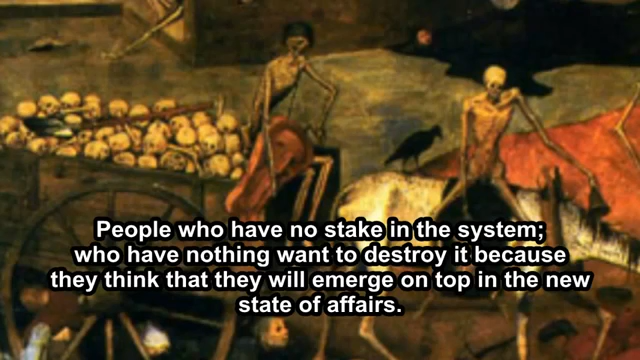 People who have no stake in the system;
who have nothing want to destroy it because
they think that they will emerge on top in the new
state of affairs.